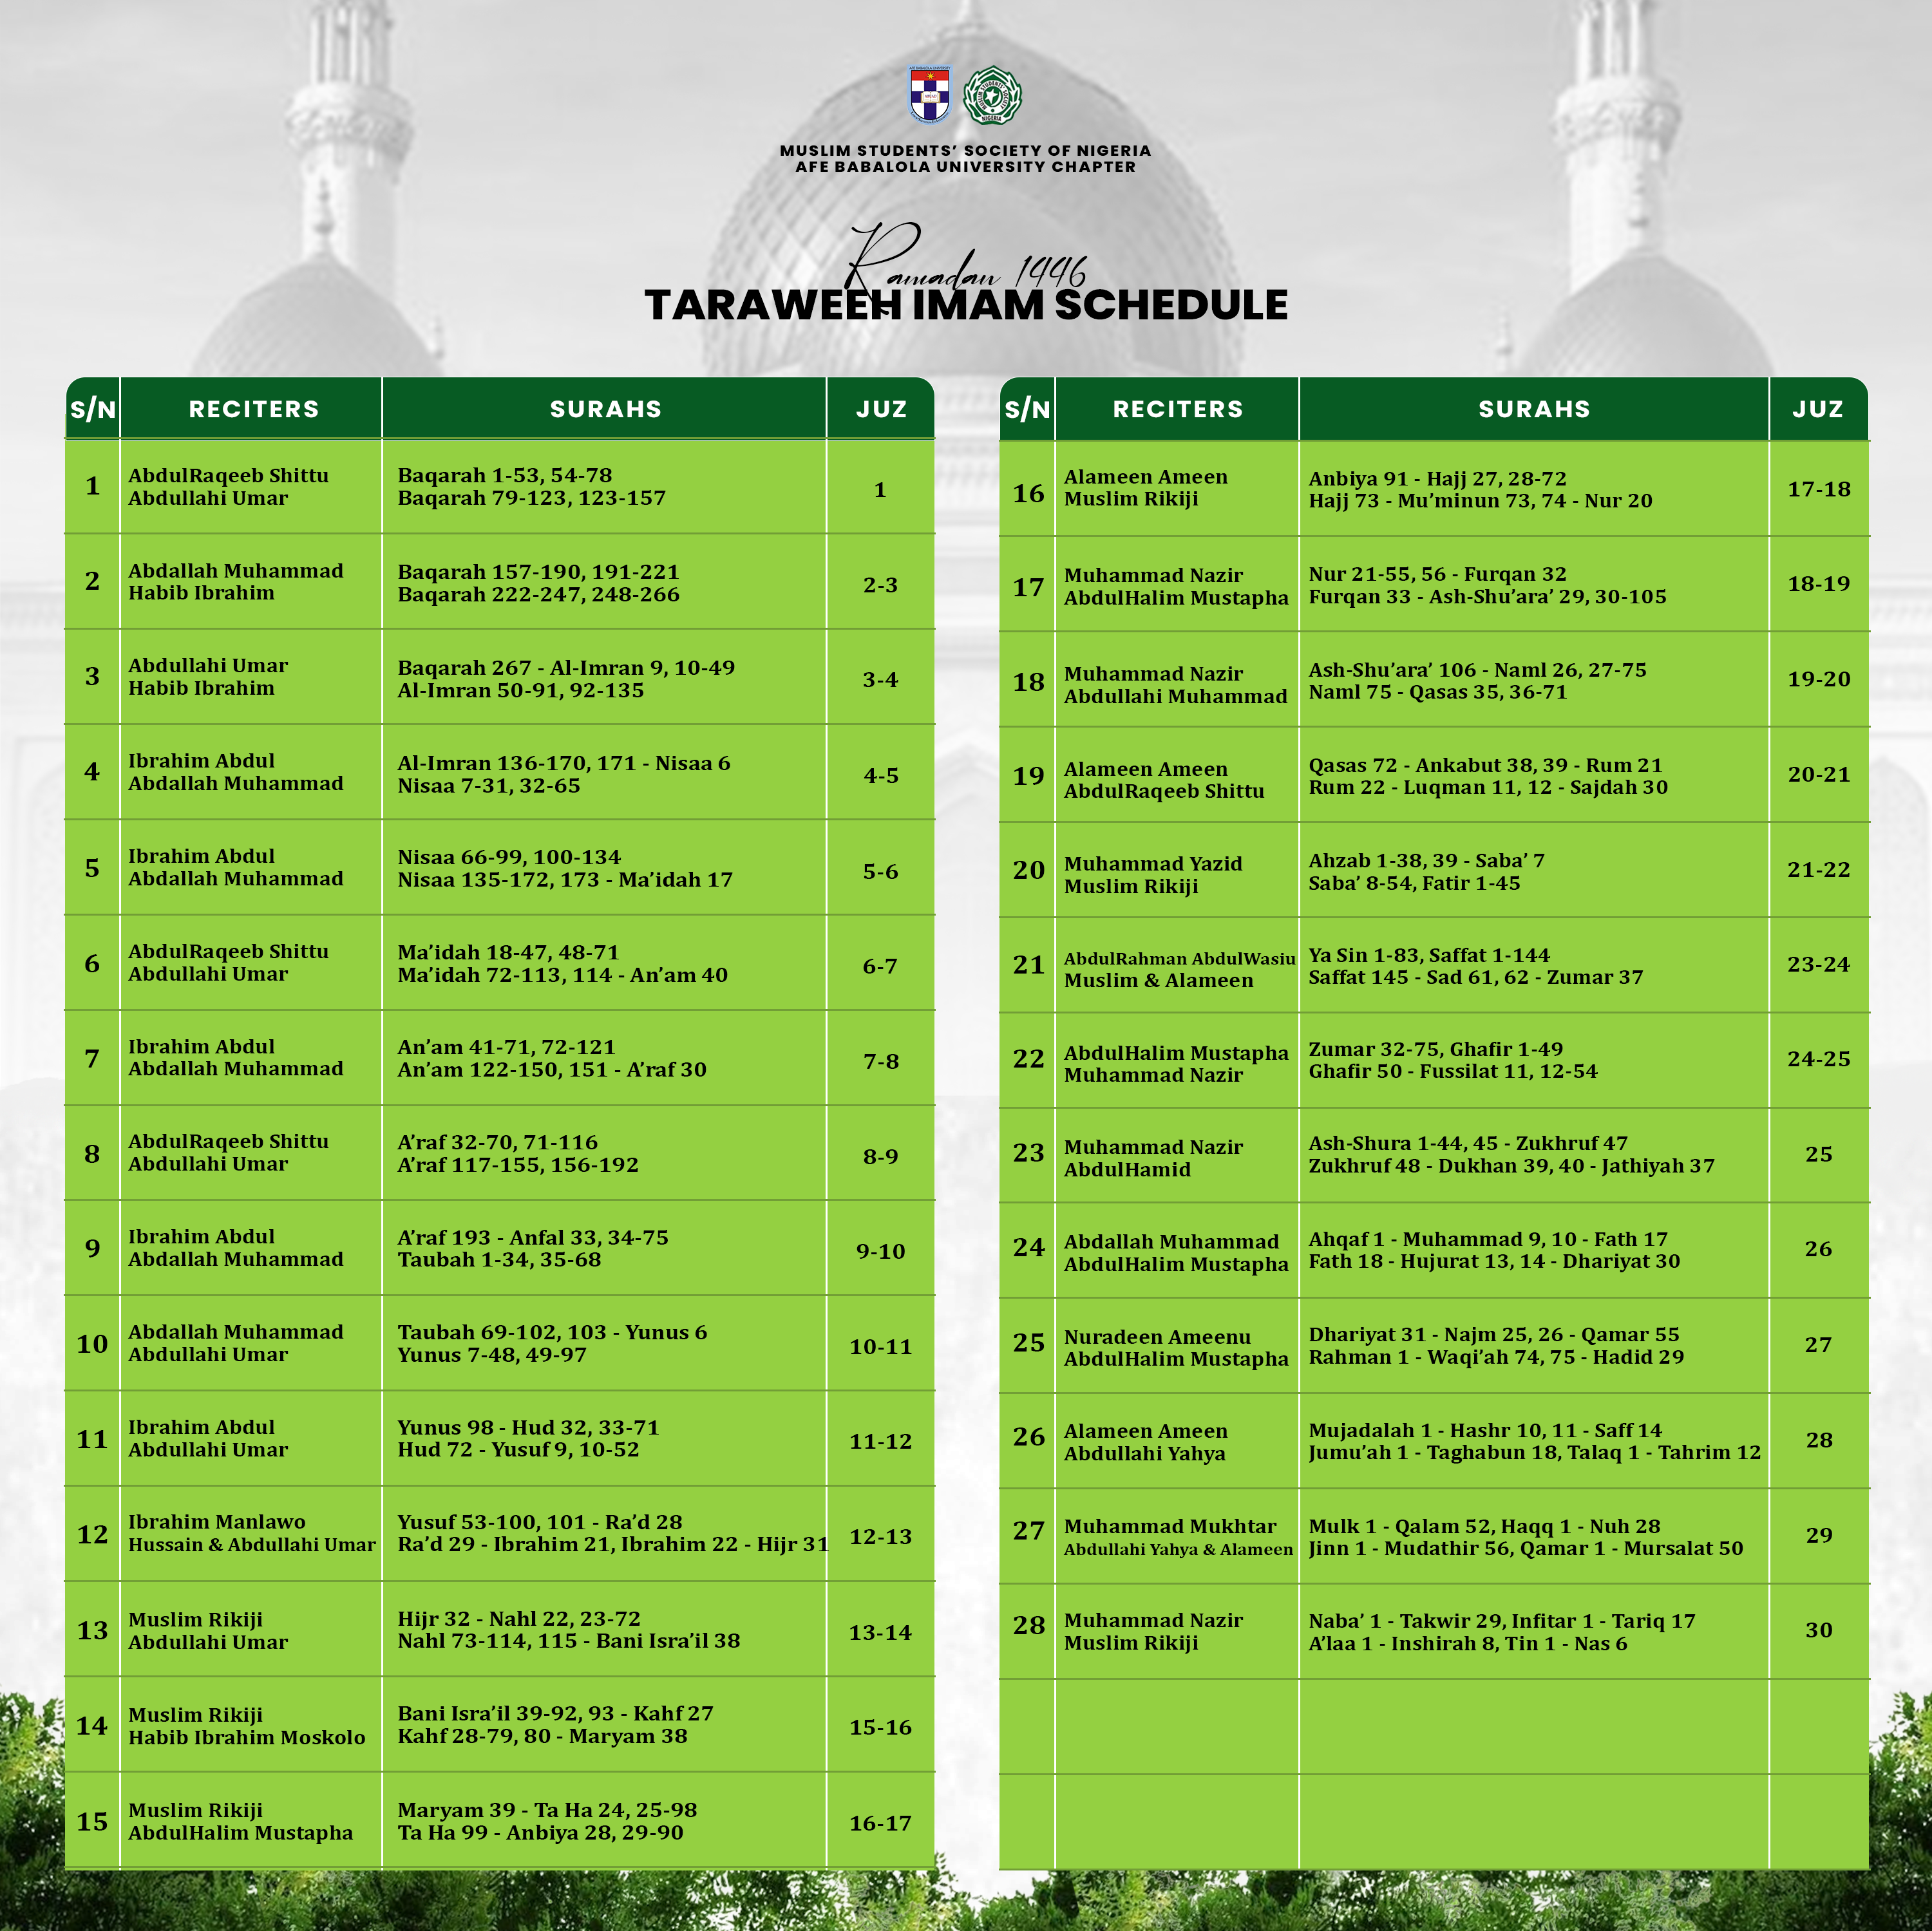 MUSLIM STUDENTS’ SOCIETY OF NIGERIA
AFE BABALOLA UNIVERSITY CHAPTER
Ramadan 1446
TARAWEEH IMAM SCHEDULE
S/N RECITERS SURAHS JUZ
1 AbdulRaqeeb Shittu Baqarah 1-53, 54-78 1
Abdullahi Umar Baqarah 79-123, 123-157
2 Abdallah Muhammad Baqarah 157-190, 191-221 2-3
Habib Ibrahim Baqarah 222-247, 248-266
3 Abdullahi Umar Baqarah 267 - Al-Imran 9, 10-49 3-4
Habib Ibrahim Al-Imran 50-91, 92-135
4 Ibrahim Abdul Al-Imran 136-170, 171 - Nisaa 6 4-5
Abdallah Muhammad Nisaa 7-31, 32-65
5 Ibrahim Abdul Nisaa 66-99, 100-134 5-6
Abdallah Muhammad Nisaa 135-172, 173 - Ma’idah 17
6 AbdulRaqeeb Shittu Ma’idah 18-47, 48-71 6-7
Abdullahi Umar Ma’idah 72-113, 114 - An’am 40
7 Ibrahim Abdul An’am 41-71, 72-121 7-8
Abdallah Muhammad An’am 122-150, 151 - A’raf 30
8 AbdulRaqeeb Shittu A’raf 32-70, 71-116 8-9
Abdullahi Umar A’raf 117-155, 156-192
9 Ibrahim Abdul A’raf 193 - Anfal 33, 34-75 9-10
Abdallah Muhammad Taubah 1-34, 35-68
10 Abdallah Muhammad Taubah 69-102, 103 - Yunus 6 10-11
Abdullahi Umar Yunus 7-48, 49-97
11 Ibrahim Abdul Yunus 98 - Hud 32, 33-71 11-12
Abdullahi Umar Hud 72 - Yusuf 9, 10-52
12 Ibrahim Manlawo Yusuf 53-100, 101 - Ra’d 28 12-13
Hussain & Abdullahi Umar Ra’d 29 - Ibrahim 21, Ibrahim 22 - Hijr 31
13 Muslim Rikiji Hijr 32 - Nahl 22, 23-72 13-14
Abdullahi Umar Nahl 73-114, 115 - Bani Isra’il 38
14 Muslim Rikiji Bani Isra’il 39-92, 93 - Kahf 27 15-16
Habib Ibrahim Moskolo Kahf 28-79, 80 - Maryam 38
15 Muslim Rikiji Maryam 39 - Ta Ha 24, 25-98 16-17
AbdulHalim Mustapha Ta Ha 99 - Anbiya 28, 29-90
S/N RECITERS SURAHS JUZ
16 Alameen Ameen Anbiya 91 - Hajj 27, 28-72 17-18
Muslim Rikiji Hajj 73 - Mu’minun 73, 74 - Nur 20
17 Muhammad Nazir Nur 21-55, 56 - Furqan 32 18-19
AbdulHalim Mustapha Furqan 33 - Ash-Shu’ara’ 29, 30-105
18 Muhammad Nazir Ash-Shu’ara’ 106 - Naml 26, 27-75 19-20
Abdullahi Muhammad Naml 75 - Qasas 35, 36-71
19 Alameen Ameen Qasas 72 - Ankabut 38, 39 - Rum 21 20-21
AbdulRaqeeb Shittu Rum 22 - Luqman 11, 12 - Sajdah 30
20 Muhammad Yazid Ahzab 1-38, 39 - Saba’ 7 21-22
Muslim Rikiji Saba’ 8-54, Fatir 1-45
21 AbdulRahman AbdulWasiu Ya Sin 1-83, Saffat 1-144 23-24
Muslim & Alameen Saffat 145 - Sad 61, 62 - Zumar 37
22 AbdulHalim Mustapha Zumar 32-75, Ghafir 1-49 24-25
Muhammad Nazir Ghafir 50 - Fussilat 11, 12-54
23 Muhammad Nazir Ash-Shura 1-44, 45 - Zukhruf 47 25
AbdulHamid Zukhruf 48 - Dukhan 39, 40 - Jathiyah 37
24 Abdallah Muhammad Ahqaf 1 - Muhammad 9, 10 - Fath 17 26
AbdulHalim Mustapha Fath 18 - Hujurat 13, 14 - Dhariyat 30
25 Nuradeen Ameenu Dhariyat 31 - Najm 25, 26 - Qamar 55 27
AbdulHalim Mustapha Rahman 1 - Waqi’ah 74, 75 - Hadid 29
26 Alameen Ameen Mujadalah 1 - Hashr 10, 11 - Saff 14 28
Abdullahi Yahya Jumu’ah 1 - Taghabun 18, Talaq 1 - Tahrim 12
27 Muhammad Mukhtar Mulk 1 - Qalam 52, Haqq 1 - Nuh 28 29
Abdullahi Yahya & Alameen Jinn 1 - Mudathir 56, Qamar 1 - Mursalat 50
28 Muhammad Nazir Naba’ 1 - Takwir 29, Infitar 1 - Tariq 17 30
Muslim Rikiji A’laa 1 - Inshirah 8, Tin 1 - Nas 6